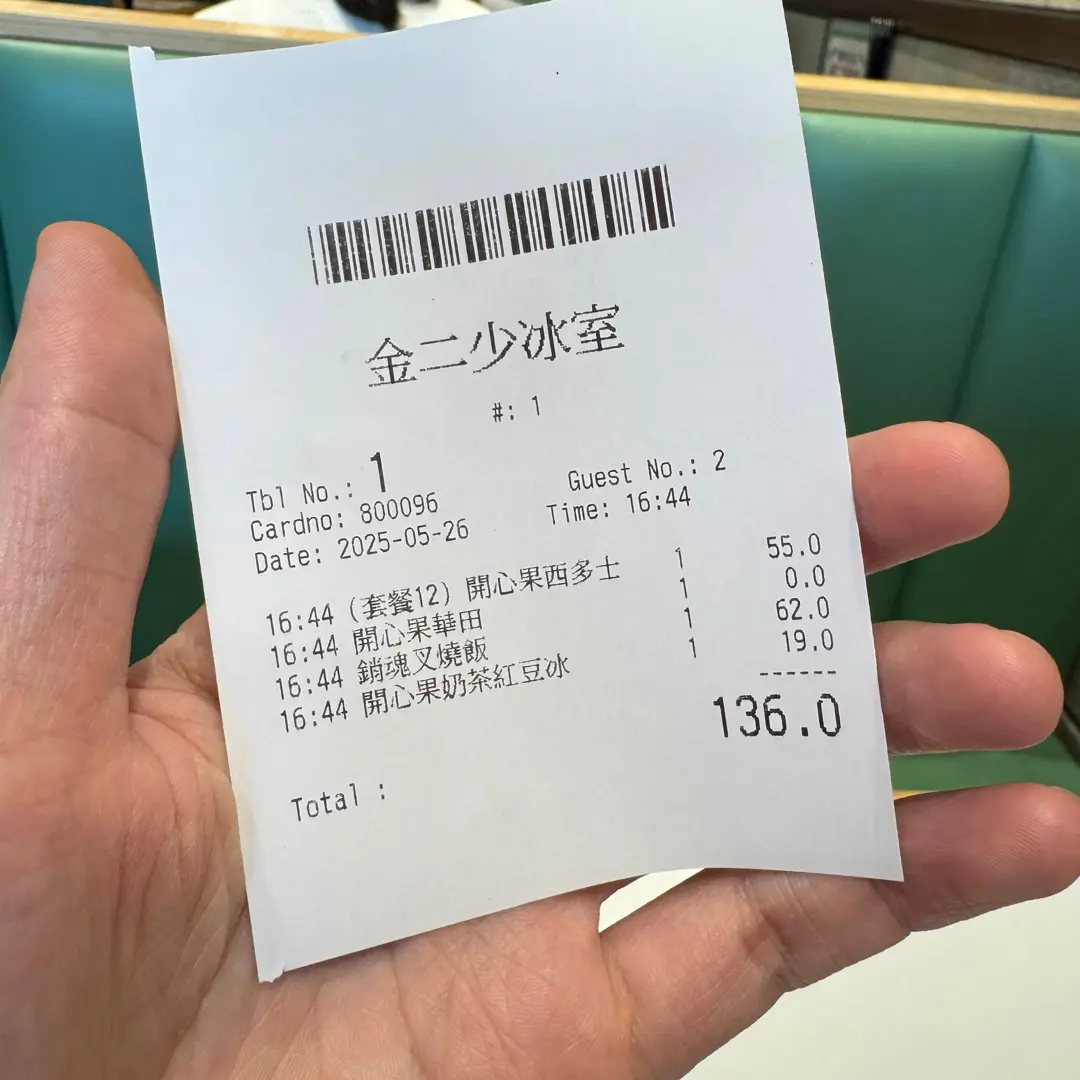 金二少冰室
#: 1
Tbl No.: 1 Guest No.: 2
Cardno: 800096 Time: 16:44
Date: 2025-05-26
16:44 (套餐12) 開心果西多士 1 55.0
16:44 開心果華田 1 0.0
16:44 銷魂叉燒飯 1 62.0
16:44 開心果奶茶紅豆冰 1 19.0
------
136.0
Total :